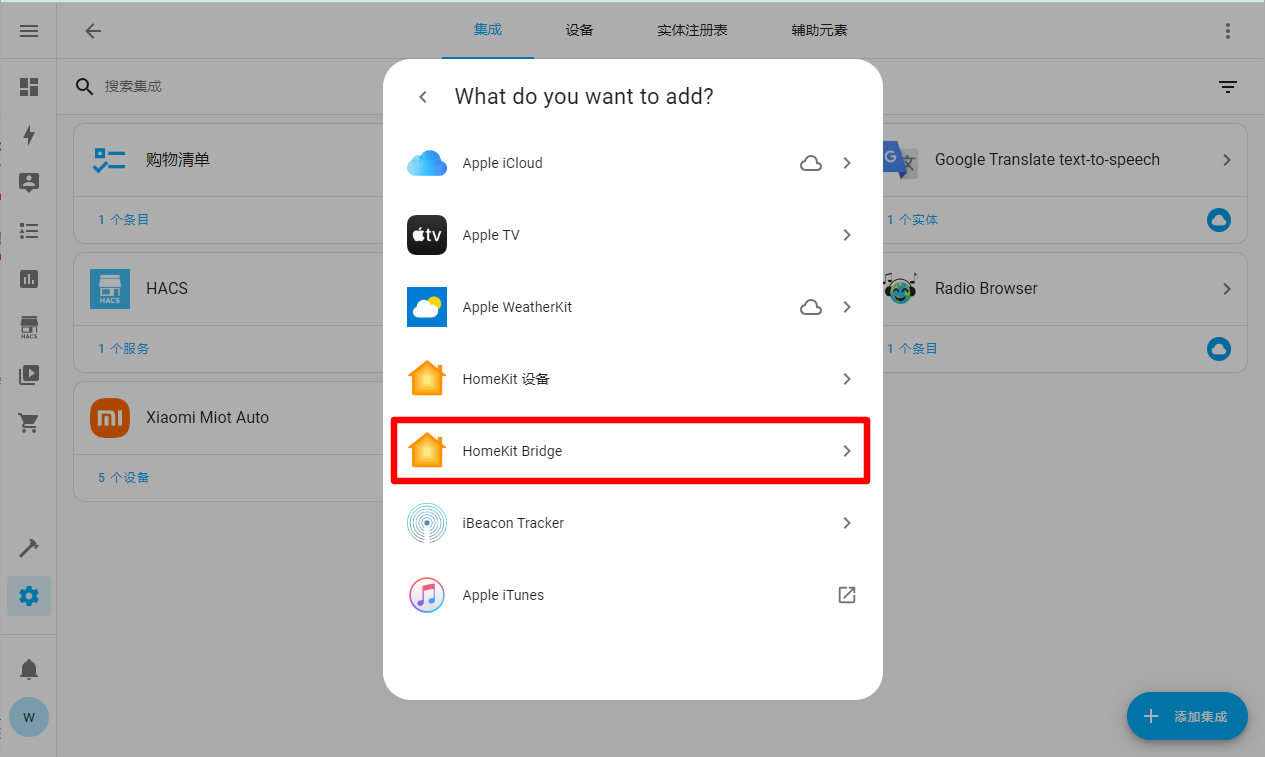 集成
设备
实体注册表
辅助元素
搜索集成
What do you want to add?
Apple iCloud
tv
Apple TV
Apple WeatherKit
HomeKit 设备
HomeKit Bridge
iBeacon Tracker
Apple iTunes
购物清单
1 个条目
HACS
HACS
1 个服务
Xiaomi Miot Auto
5 个设备
G 文
Google Translate text-to-speech
1 个实体
Radio Browser
1 个条目
HACS
W
添加集成